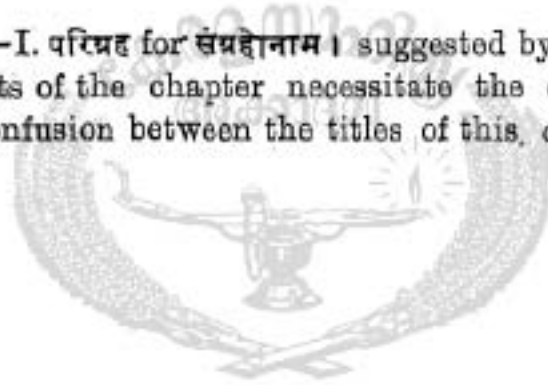 -I. परिग्रह for संग्रहोनाम । suggested by
ts of the chapter necessitate the
nfusion between the titles of this,